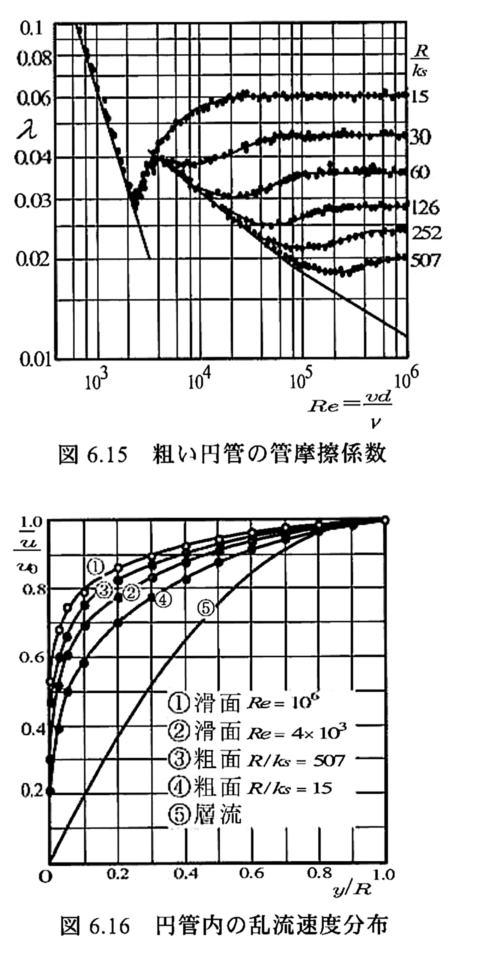 0.1
0.08
0.06
λ
0.04
0.03
0.02
0.01
R/ks
15
30
60
126
252
507
10³ 10⁴ 10⁵ 10⁶
Re=vd/ν
図 6.15 粗い円管の管摩擦係数
1.0
u̅/u₀
0.8
0.6
0.4
0.2
① ③ ② ④ ⑤
①滑面 Re=10⁶
②滑面 Re=4×10³
③粗面 R/ks=507
④粗面 R/ks=15
⑤層流
O 0.2 0.4 0.6 0.8 1.0
y/R
図 6.16 円管内の乱流速度分布